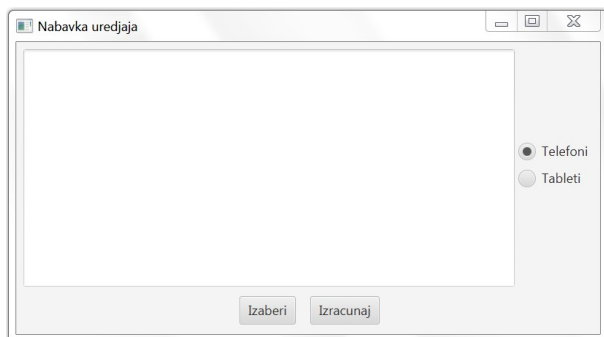 Nabavka uredjaja
Telefoni
Tableti
Izaberi
Izracunaj